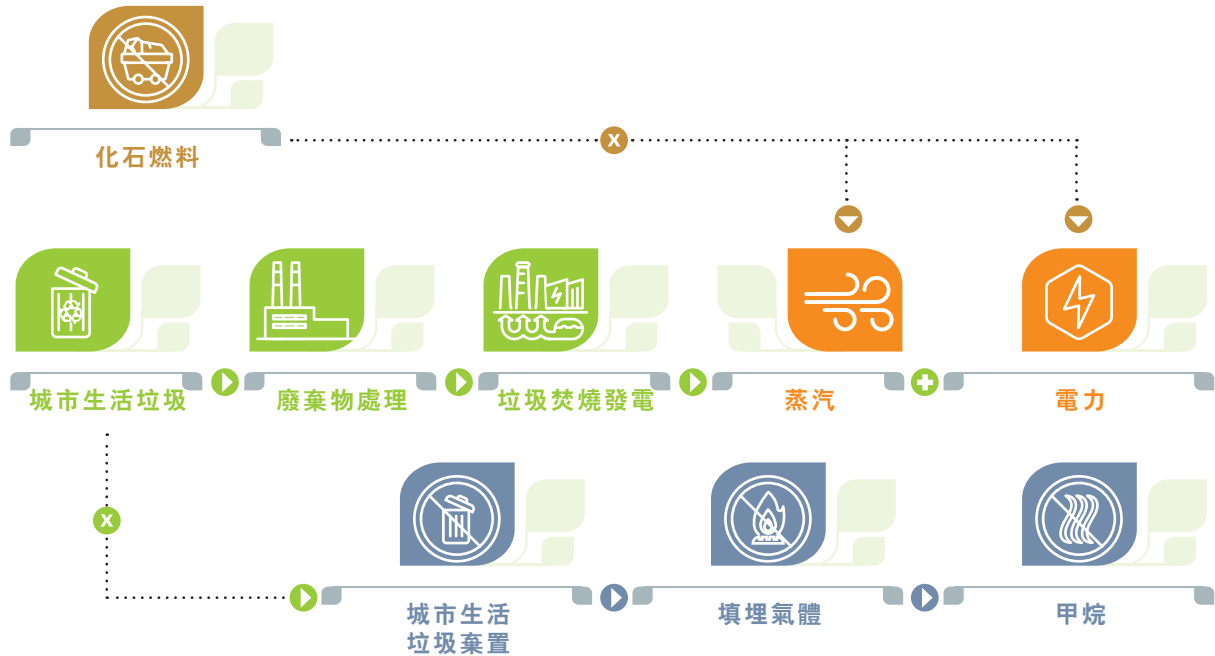 化石燃料
X
城市生活垃圾
廢棄物處理
垃圾焚燒發電
蒸汽
電力
X
城市生活
垃圾棄置
填埋氣體
甲烷